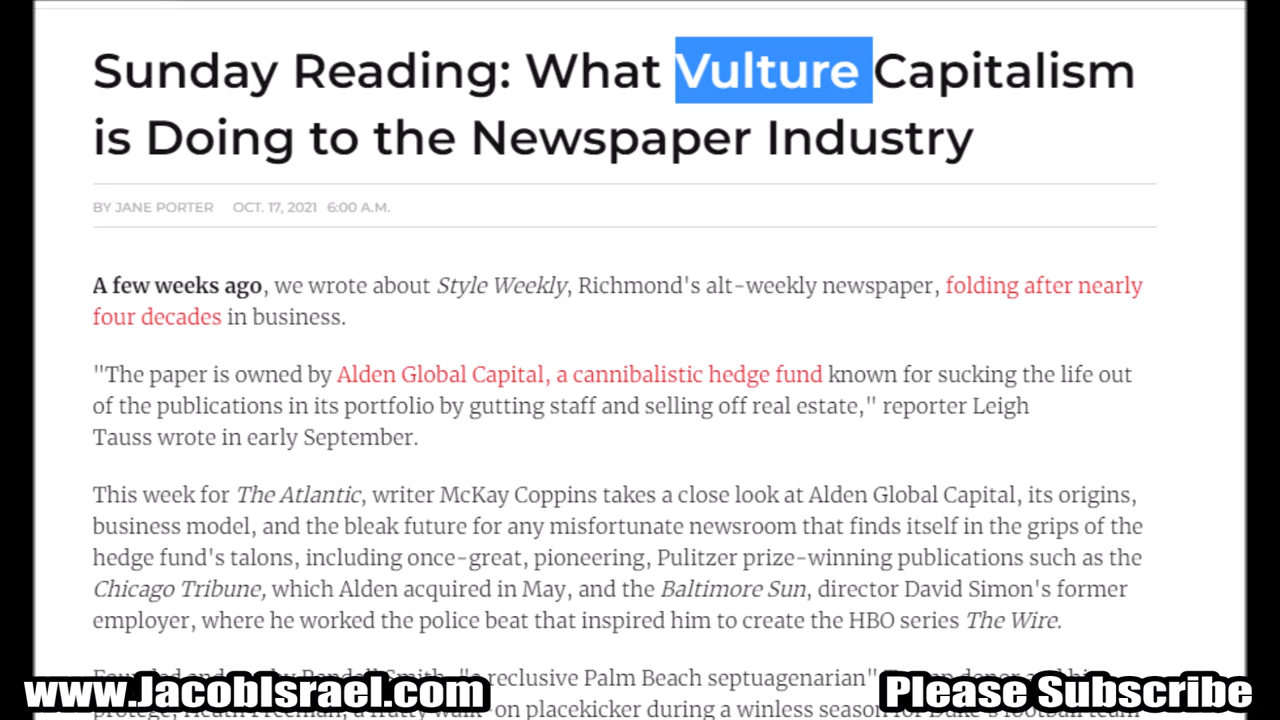 Sunday Reading: What Vulture Capitalism
is Doing to the Newspaper Industry
BY JANE PORTER OCT. 17, 2021 6:00 A.M.
A few weeks ago, we wrote about Style Weekly, Richmond's alt-weekly newspaper, folding after nearly
four decades in business.
"The paper is owned by Alden Global Capital, a cannibalistic hedge fund known for sucking the life out
of the publications in its portfolio by gutting staff and selling off real estate," reporter Leigh
Tauss wrote in early September.
This week for The Atlantic, writer McKay Coppins takes a close look at Alden Global Capital, its origins,
business model, and the bleak future for any misfortunate newsroom that finds itself in the grips of the
hedge fund's talons, including once-great, pioneering, Pulitzer prize-winning publications such as the
Chicago Tribune, which Alden acquired in May, and the Baltimore Sun, director David Simon's former
employer, where he worked the police beat that inspired him to create the HBO series The Wire.
reclusive Palm Beach septuagenarian"
placekicker during a winless season
www.JacobIsrael.com Please Subscribe